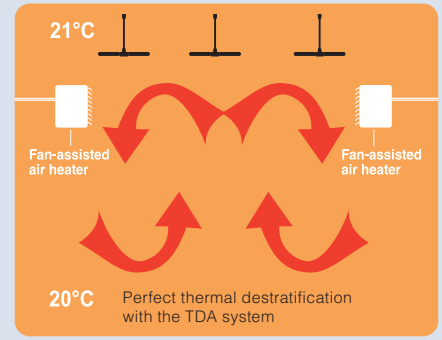 21°C
Fan-assisted
air heater
Fan-assisted
air heater
20°C
Perfect thermal destratification
with the TDA system